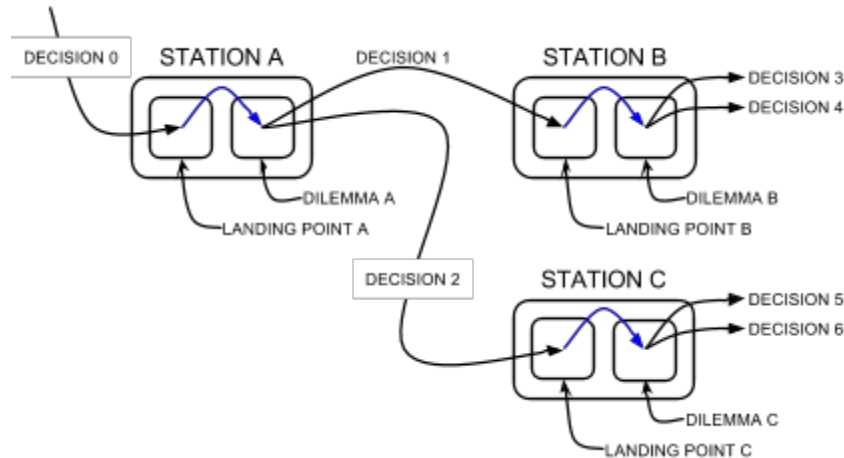 DECISION 0
STATION A
DECISION 1
STATION B
DECISION 3
DECISION 4
DILEMMA A
LANDING POINT A
DILEMMA B
LANDING POINT B
DECISION 2
STATION C
DECISION 5
DECISION 6
DILEMMA C
LANDING POINT C